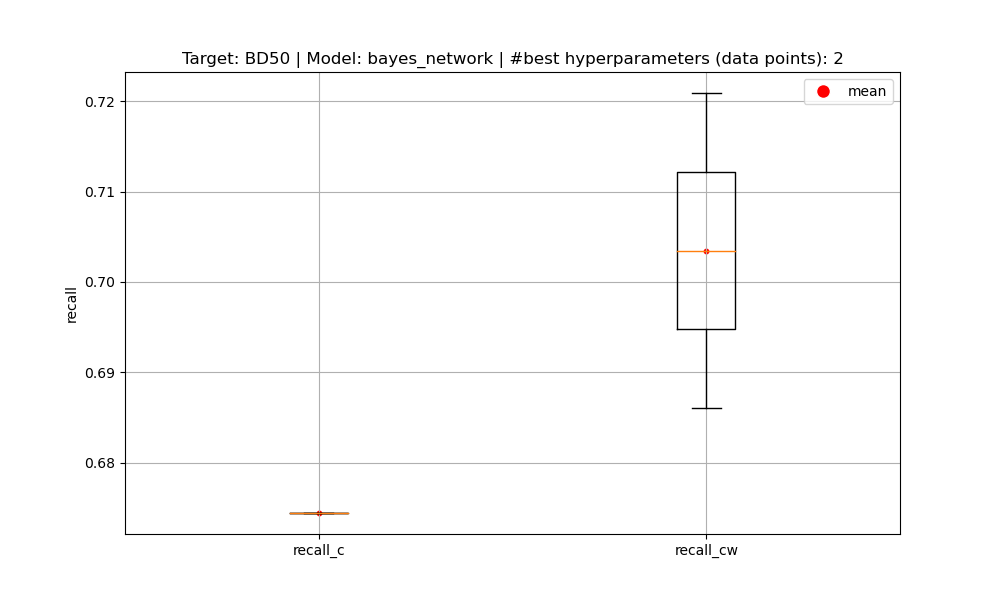 Target: BD50 | Model: bayes_network | #best hyperparameters (data points): 2
mean
0.72
0.71
0.70
0.69
0.68
recall
recall_c
recall_cw